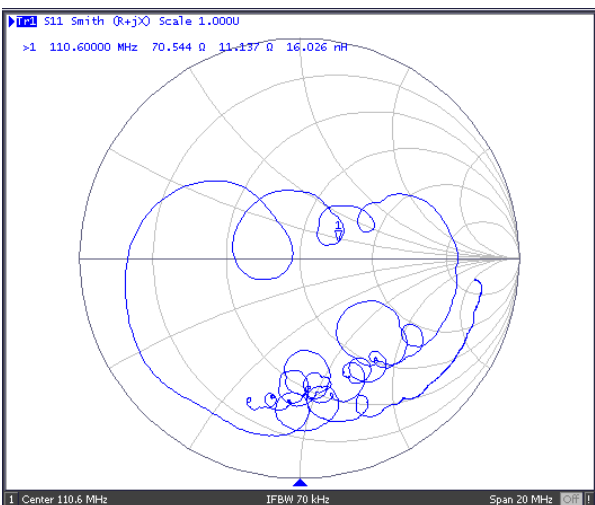 Tr1 S11 Smith (R+jX) Scale 1.000U
>1 110.60000 MHz 70.544 Ω 11.137 Ω 16.026 nH
1
1 Center 110.6 MHz IFBW 70 kHz Span 20 MHz Off !